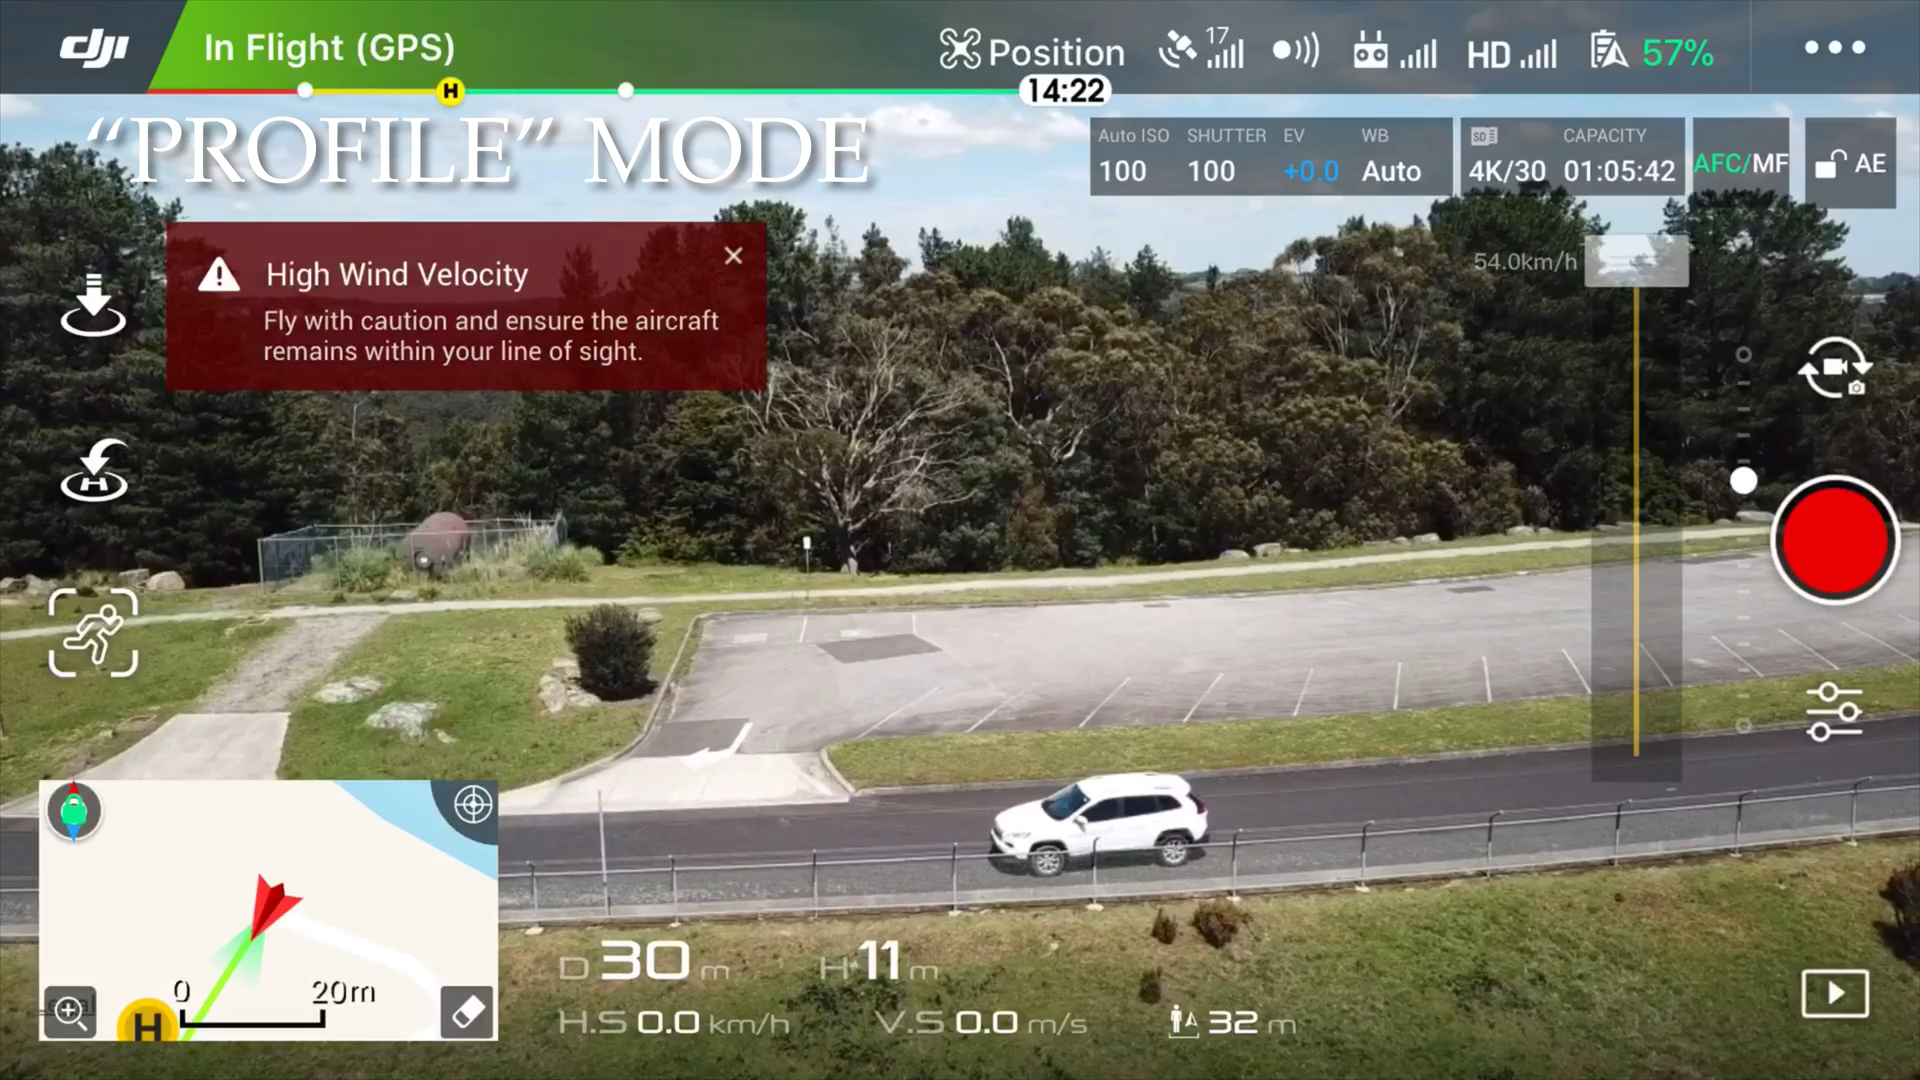 dji
In Flight (GPS)
Position
17
HD
57%
H
14:22
“PROFILE” MODE
Auto ISO
100
SHUTTER
100
EV
+0.0
WB
Auto
SD
4K/30
CAPACITY
01:05:42
AFC/MF
AE
High Wind Velocity
Fly with caution and ensure the aircraft
remains within your line of sight.
54.0km/h
H
0
20m
H
D 30 m
H 11 m
H.S 0.0 km/h
V.S 0.0 m/s
32 m